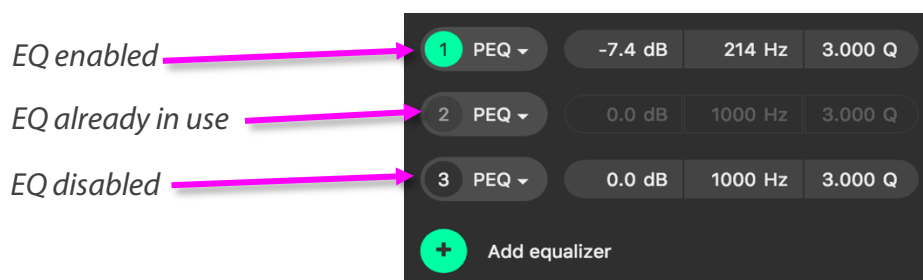 EQ enabled 1 PEQ -7.4 dB 214 Hz 3.000 Q
EQ already in use 2 PEQ 0.0 dB 1000 Hz 3.000 Q
EQ disabled 3 PEQ 0.0 dB 1000 Hz 3.000 Q
+ Add equalizer